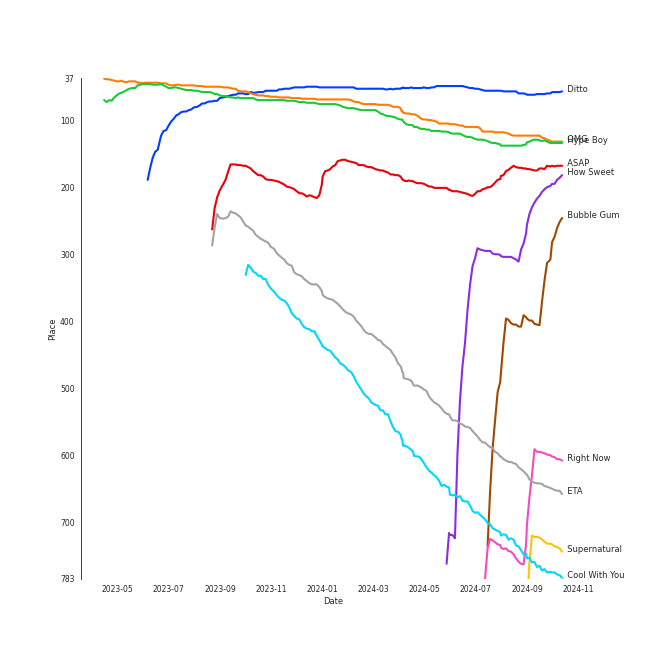 37
100
200
300
400
500
600
700
783
Place
2023-05
2023-07
2023-09
2023-11
2024-01
2024-03
2024-05
2024-07
2024-09
2024-11
Date
Ditto
OMG
Hype Boy
ASAP
How Sweet
Bubble Gum
Right Now
ETA
Supernatural
Cool With You